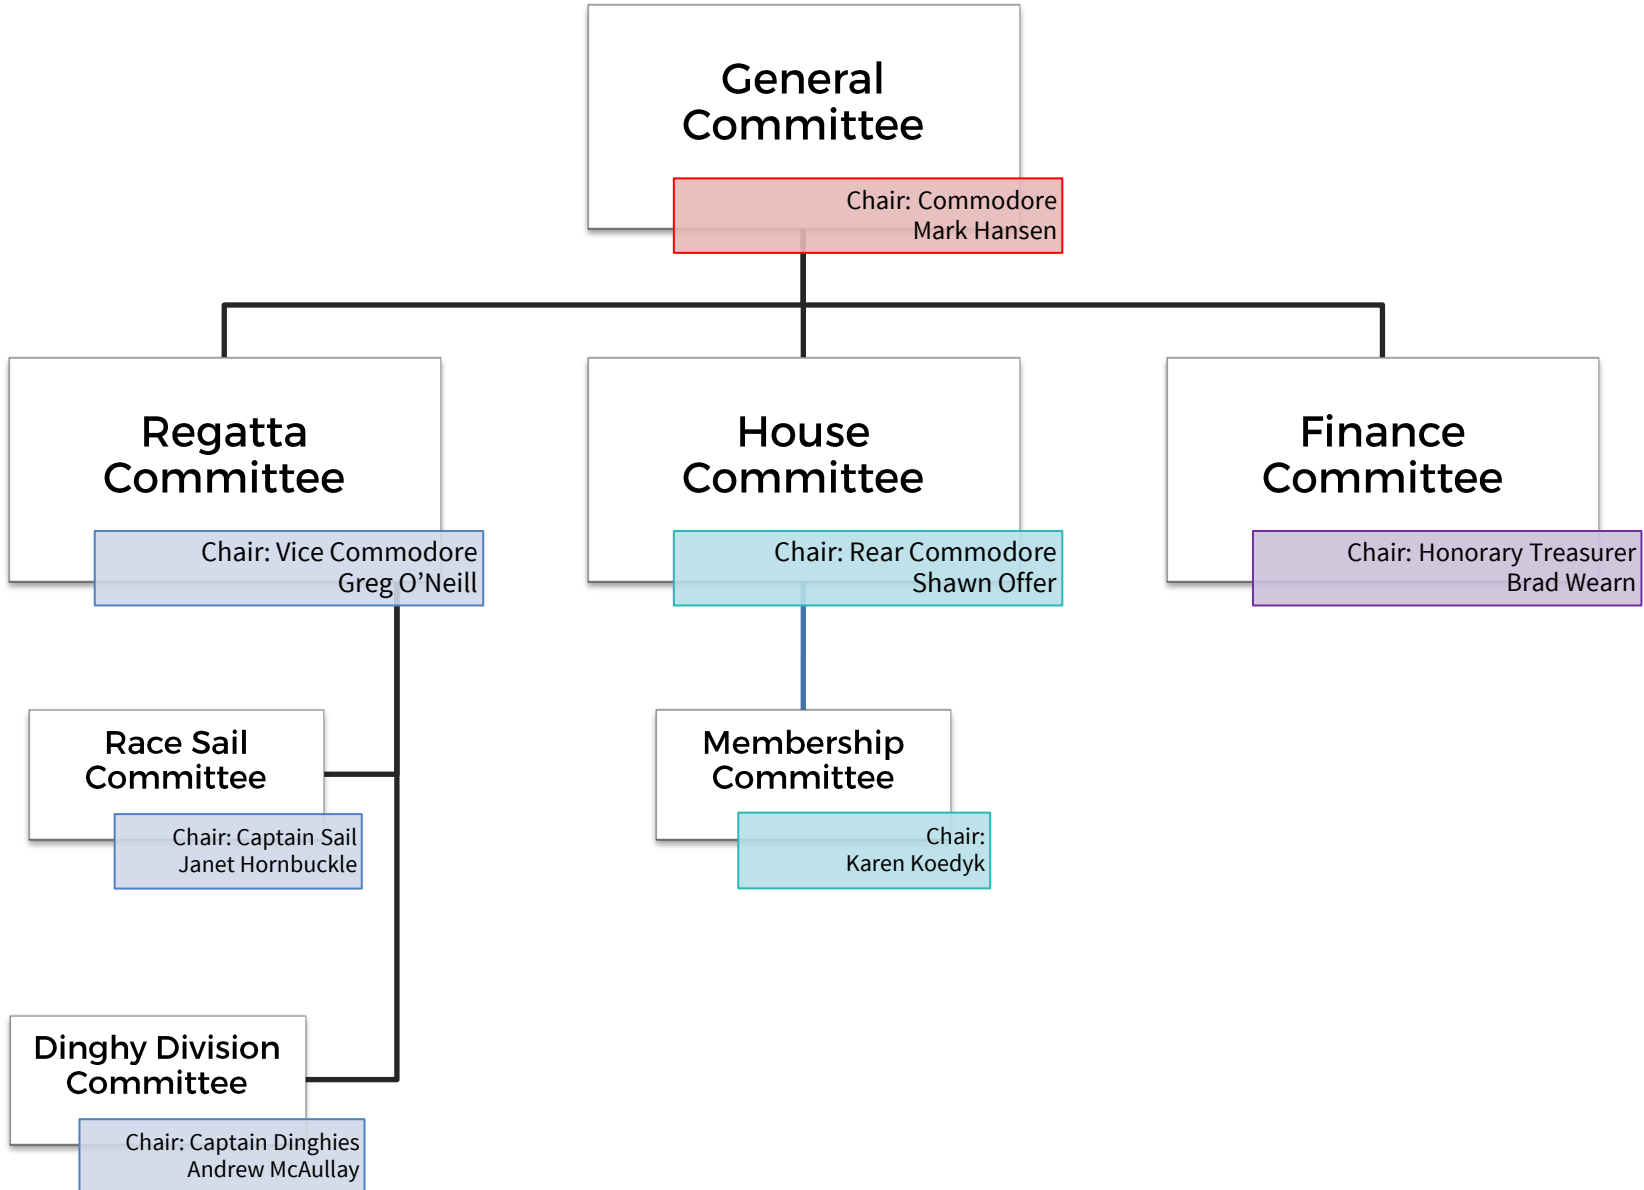 General
Committee
Chair: Commodore
Mark Hansen
Regatta
Committee
Chair: Vice Commodore
Greg O’Neill
House
Committee
Chair: Rear Commodore
Shawn Offer
Finance
Committee
Chair: Honorary Treasurer
Brad Wearn
Race Sail
Committee
Chair: Captain Sail
Janet Hornbuckle
Membership
Committee
Chair:
Karen Koedyk
Dinghy Division
Committee
Chair: Captain Dinghies
Andrew McAullay